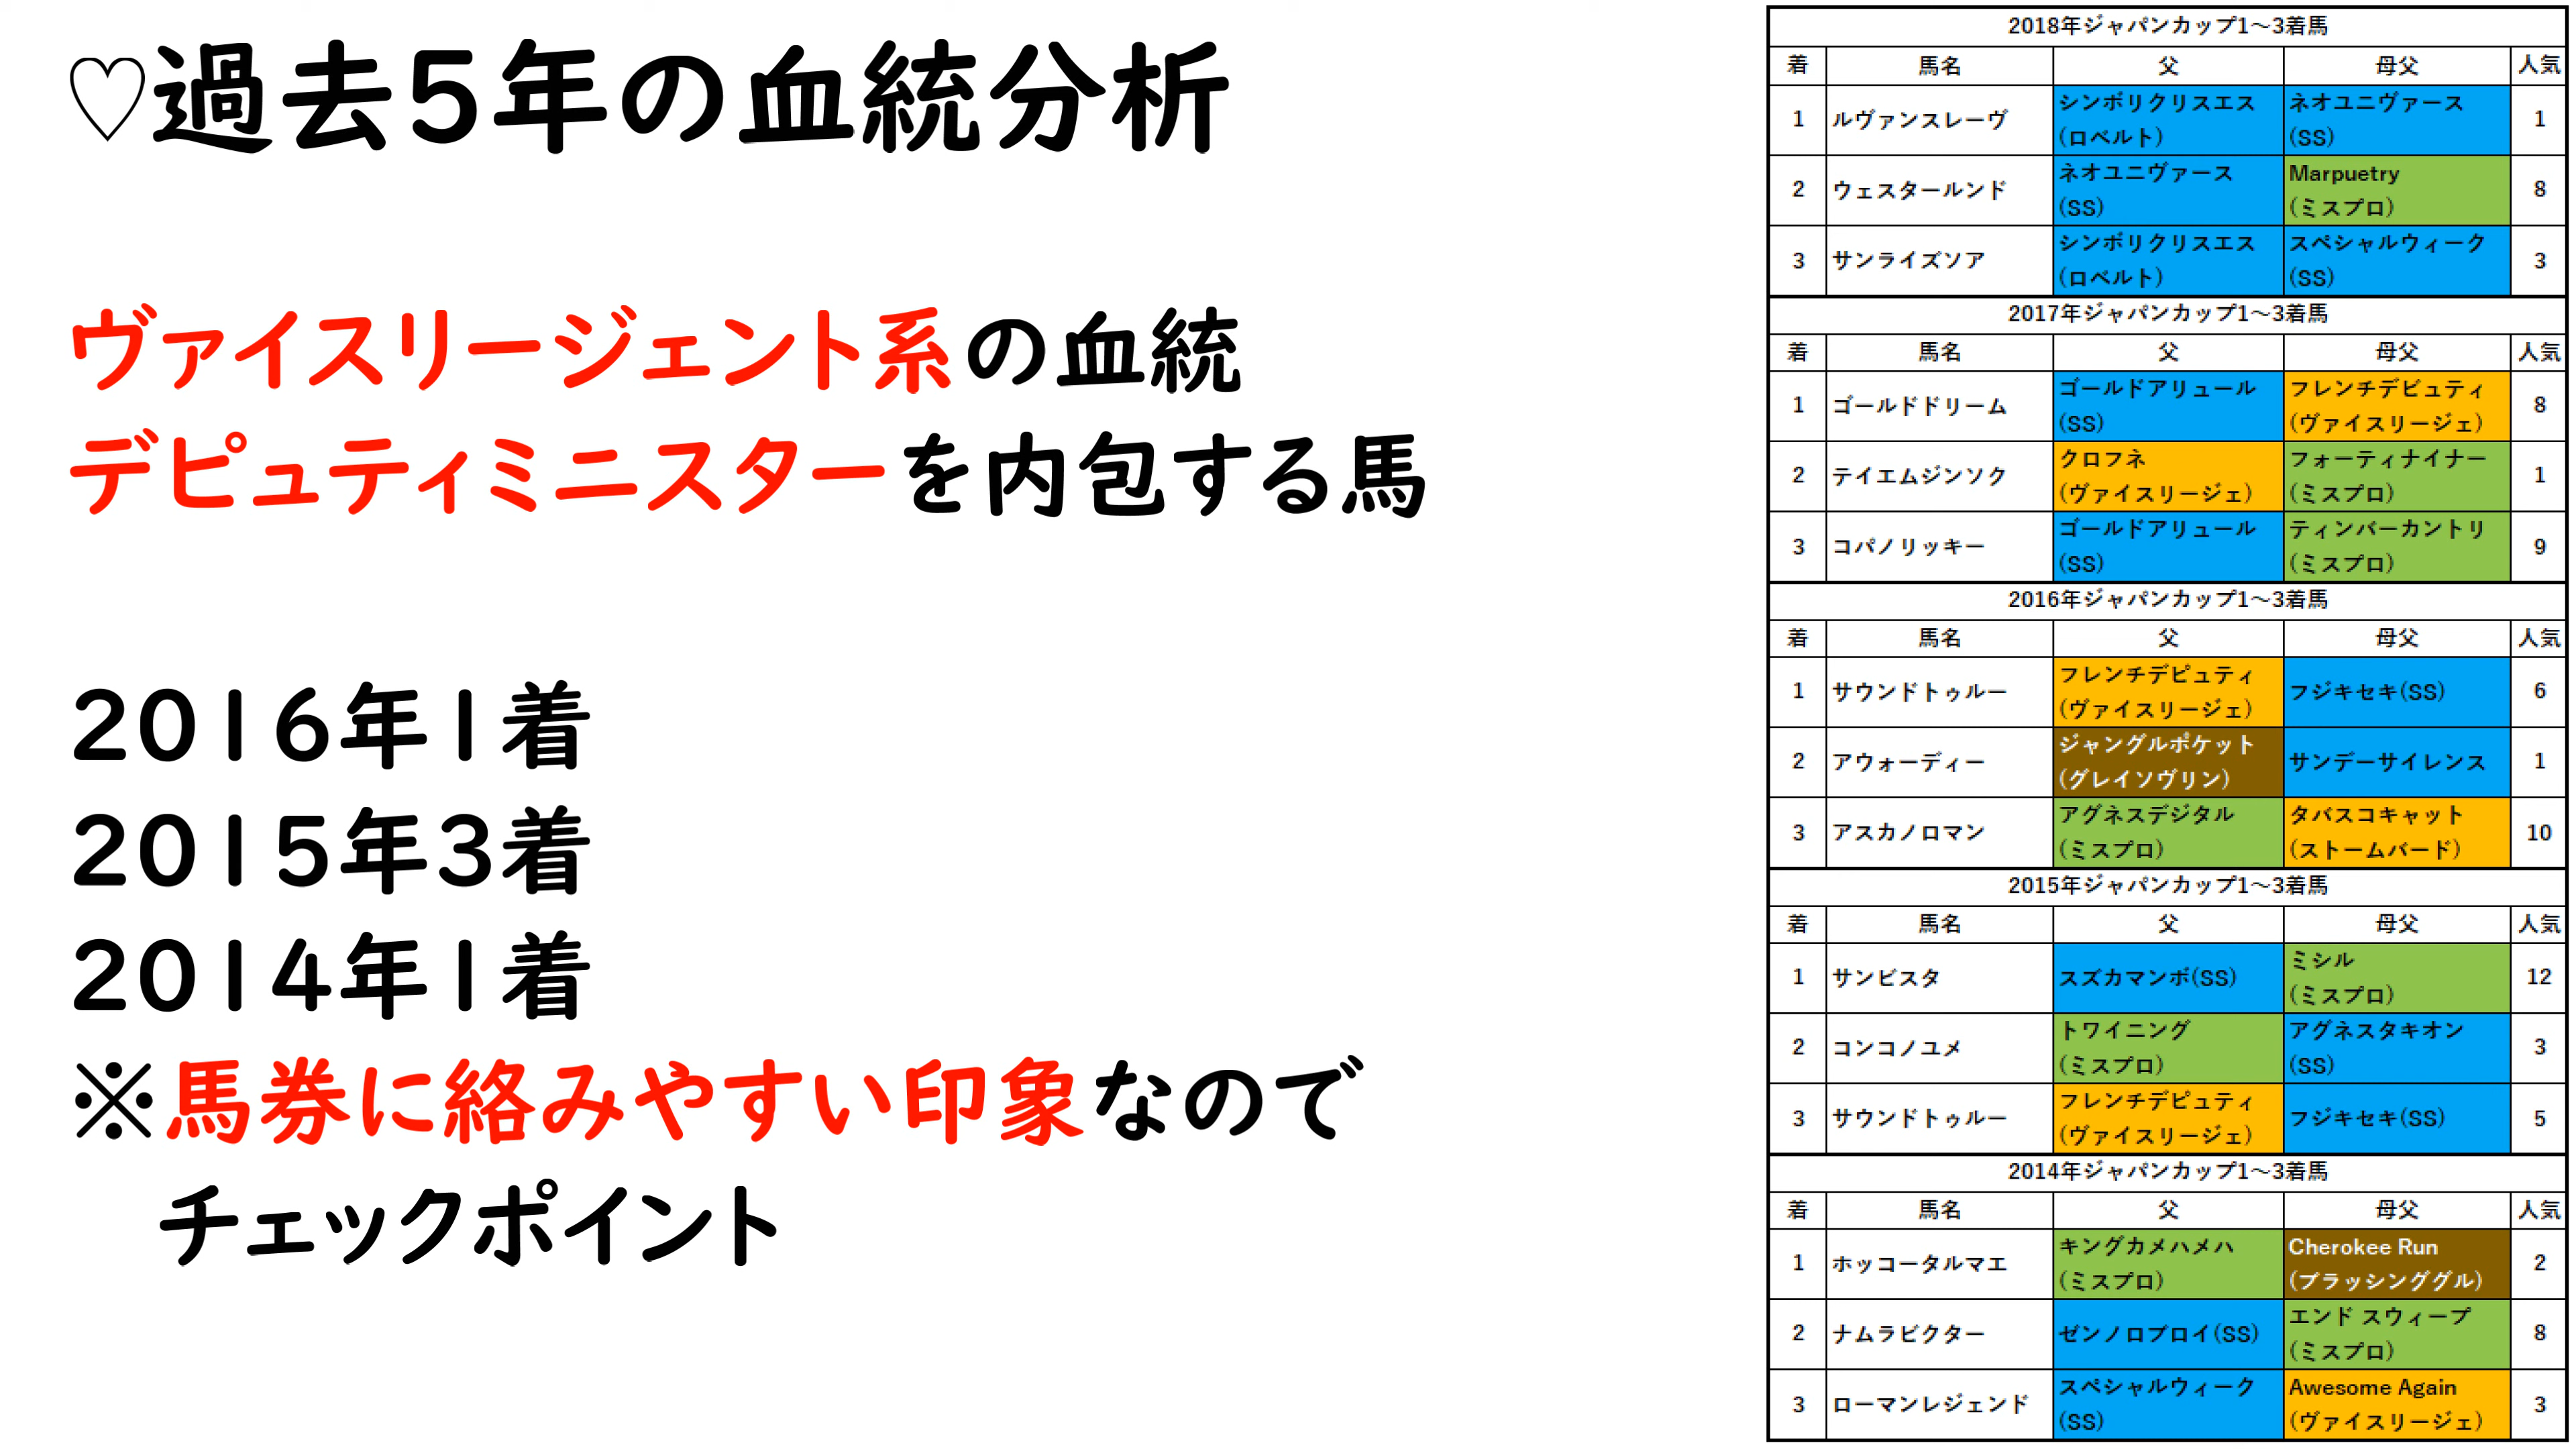 ♡過去5年の血統分析
ヴァイスリージェント系の血統
デピュティミニスターを内包する馬
2016年1着
2015年3着
2014年1着
※馬券に絡みやすい印象なので
チェックポイント
2018年ジャパンカップ1～3着馬
着 馬名 父 母父 人気
1 ルヴァンスレーヴ シンボリクリスエス(ロベルト) ネオユニヴァース(SS) 1
2 ウェスタールンド ネオユニヴァース(SS) Marpuetry(ミスプロ) 8
3 サンライズソア シンボリクリスエス(ロベルト) スペシャルウィーク(SS) 3
2017年ジャパンカップ1～3着馬
着 馬名 父 母父 人気
1 ゴールドドリーム ゴールドアリュール(SS) フレンチデビュティ(ヴァイスリージェ) 8
2 テイエムジンソク クロフネ(ヴァイスリージェ) フォーティナイナー(ミスプロ) 1
3 コパノリッキー ゴールドアリュール(SS) ティンバーカントリ(ミスプロ) 9
2016年ジャパンカップ1～3着馬
着 馬名 父 母父 人気
1 サウンドトゥルー フレンチデピュティ(ヴァイスリージェ) フジキセキ(SS) 6
2 アウォーディー ジャングルポケット(グレイソヴリン) サンデーサイレンス 1
3 アスカノロマン アグネスデジタル(ミスプロ) タバスコキャット(ストームバード) 10
2015年ジャパンカップ1～3着馬
着 馬名 父 母父 人気
1 サンビスタ スズカマンボ(SS) ミシル(ミスプロ) 12
2 コンコノユメ トワイニング(ミスプロ) アグネスタキオン(SS) 3
3 サウンドトゥルー フレンチデピュティ(ヴァイスリージェ) フジキセキ(SS) 5
2014年ジャパンカップ1～3着馬
着 馬名 父 母父 人気
1 ホッコータルマエ キングカメハメハ(ミスプロ) Cherokee Run(ブラッシンググル) 2
2 ナムラビクター ゼンノロブロイ(SS) エンド スウィープ(ミスプロ) 8
3 ローマンレジェンド スペシャルウィーク(SS) Awesome Again(ヴァイスリージェ) 3